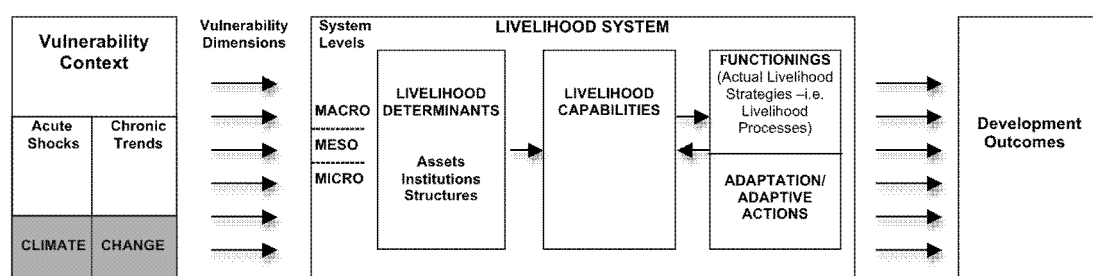 Vulnerability
Context
Acute
Shocks
Chronic
Trends
CLIMATE CHANGE
Vulnerability
Dimensions
System
Levels
LIVELIHOOD SYSTEM
MACRO
MESO
MICRO
LIVELIHOOD
DETERMINANTS
Assets
Institutions
Structures
LIVELIHOOD
CAPABILITIES
FUNCTIONINGS
(Actual Livelihood
Strategies –i.e.
Livelihood
Processes)
ADAPTATION/
ADAPTIVE
ACTIONS
Development
Outcomes